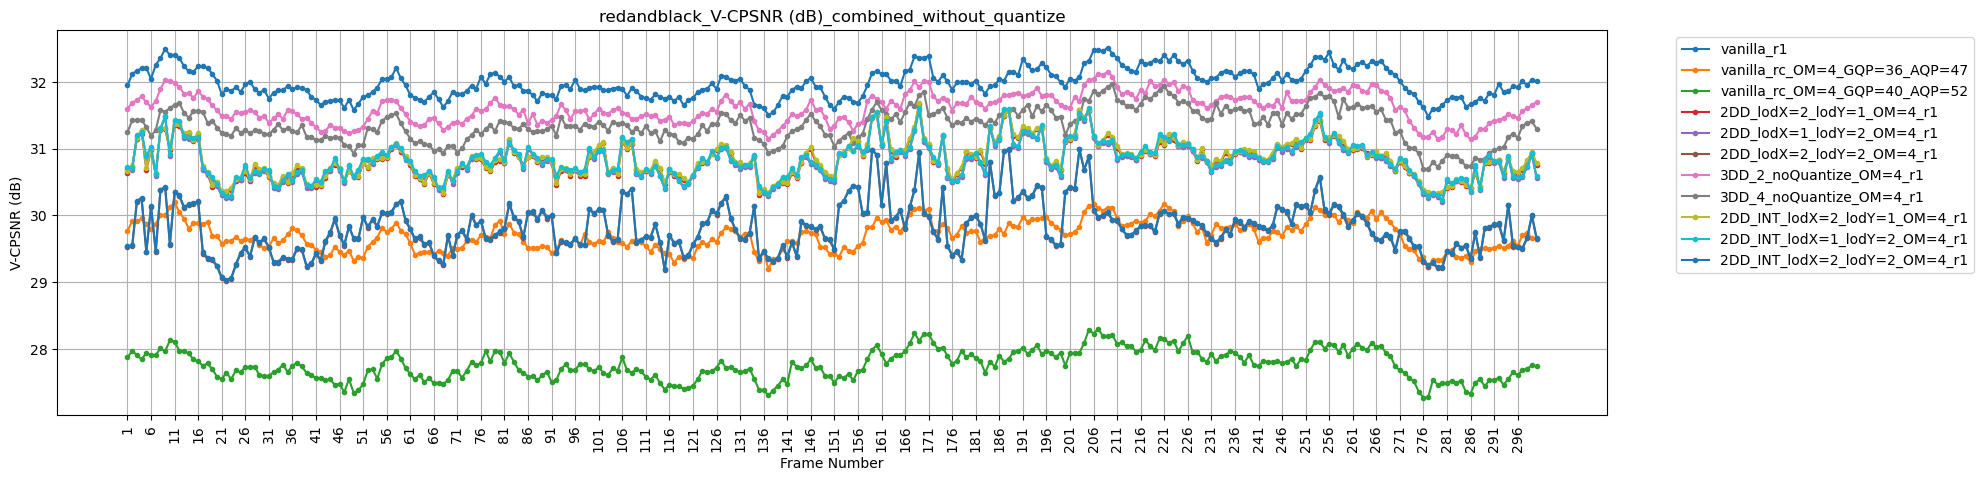 redandblack_V-CPSNR (dB)_combined_without_quantize
V-CPSNR (dB)
32
31
30
29
28
1 6 11 16 21 26 31 36 41 46 51 56 61 66 71 76 81 86 91 96 101 106 111 116 121 126 131 136 141 146 151 156 161 166 171 176 181 186 191 196 201 206 211 216 221 226 231 236 241 246 251 256 261 266 271 276 281 286 291 296
Frame Number
vanilla_r1
vanilla_rc_OM=4_GQP=36_AQP=47
vanilla_rc_OM=4_GQP=40_AQP=52
2DD_lodX=2_lodY=1_OM=4_r1
2DD_lodX=1_lodY=2_OM=4_r1
2DD_lodX=2_lodY=2_OM=4_r1
3DD_2_noQuantize_OM=4_r1
3DD_4_noQuantize_OM=4_r1
2DD_INT_lodX=2_lodY=1_OM=4_r1
2DD_INT_lodX=1_lodY=2_OM=4_r1
2DD_INT_lodX=2_lodY=2_OM=4_r1